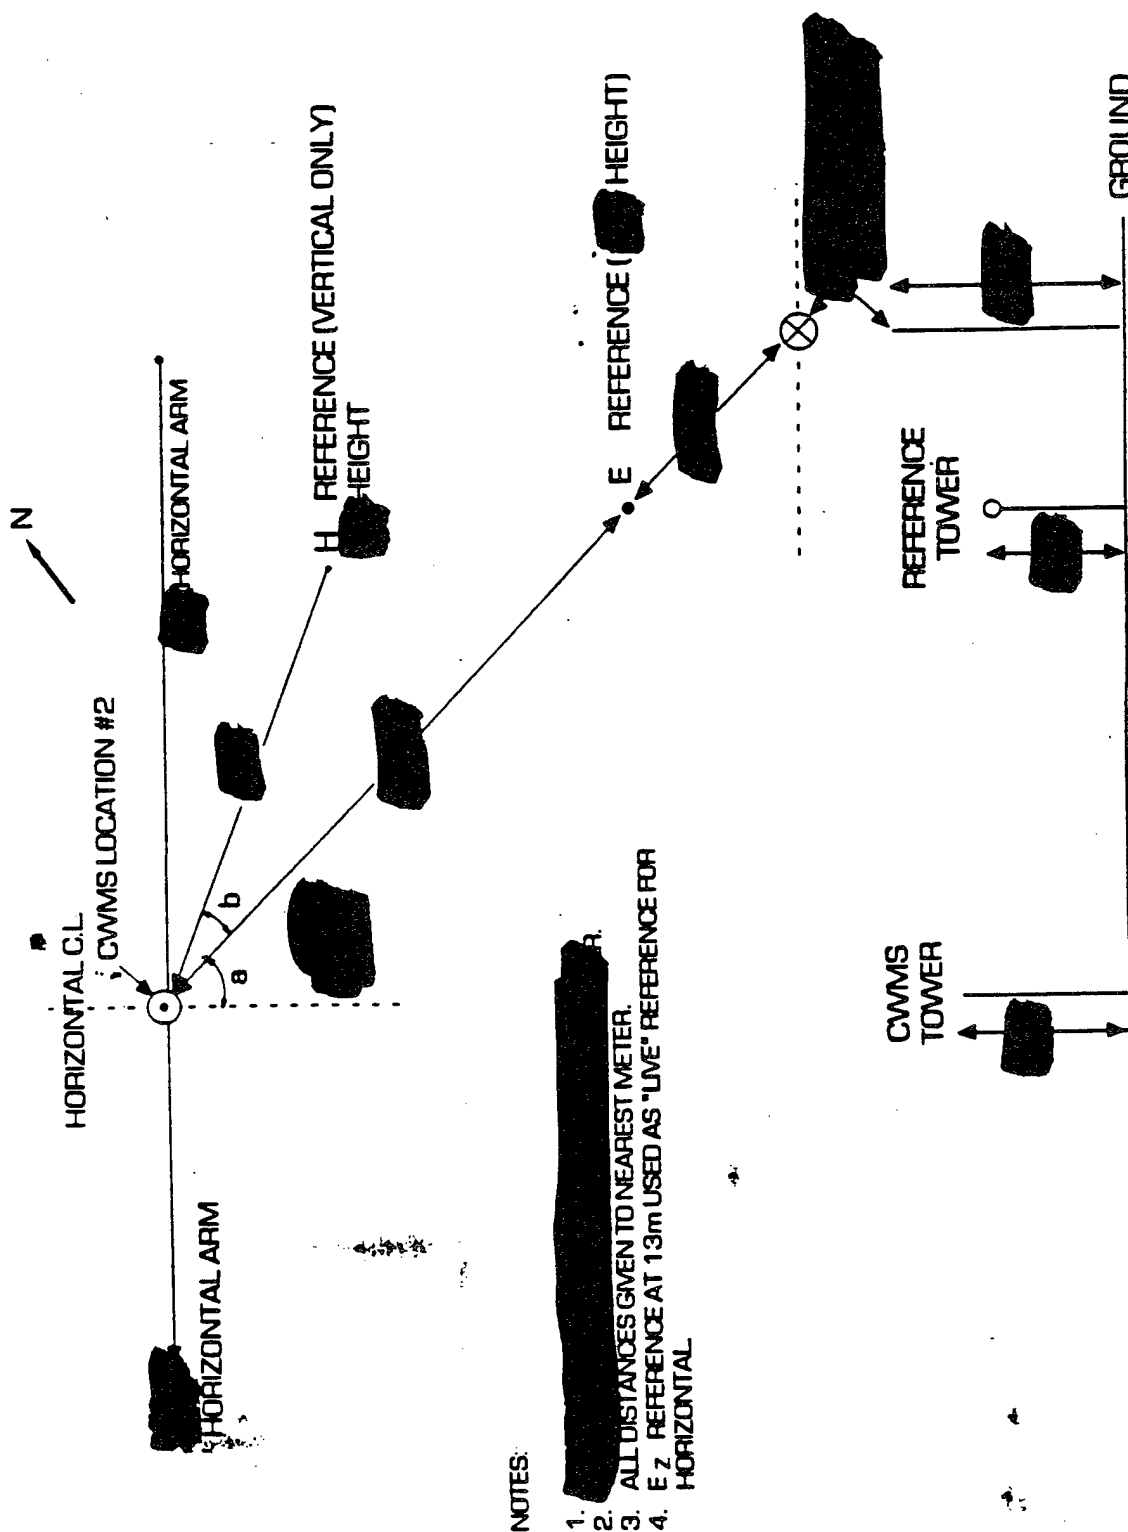 N
HORIZONTAL C.L.
CWMS LOCATION #2
HORIZONTAL ARM
HORIZONTAL ARM
a
b
H REFERENCE (VERTICAL ONLY)
HEIGHT
E REFERENCE ( HEIGHT)
NOTES:
1. R.
2.
3. ALL DISTANCES GIVEN TO NEAREST METER.
4. E z REFERENCE AT 13m USED AS "LIVE" REFERENCE FOR
HORIZONTAL
CWMS
TOWER
REFERENCE
TOWER
GROUND